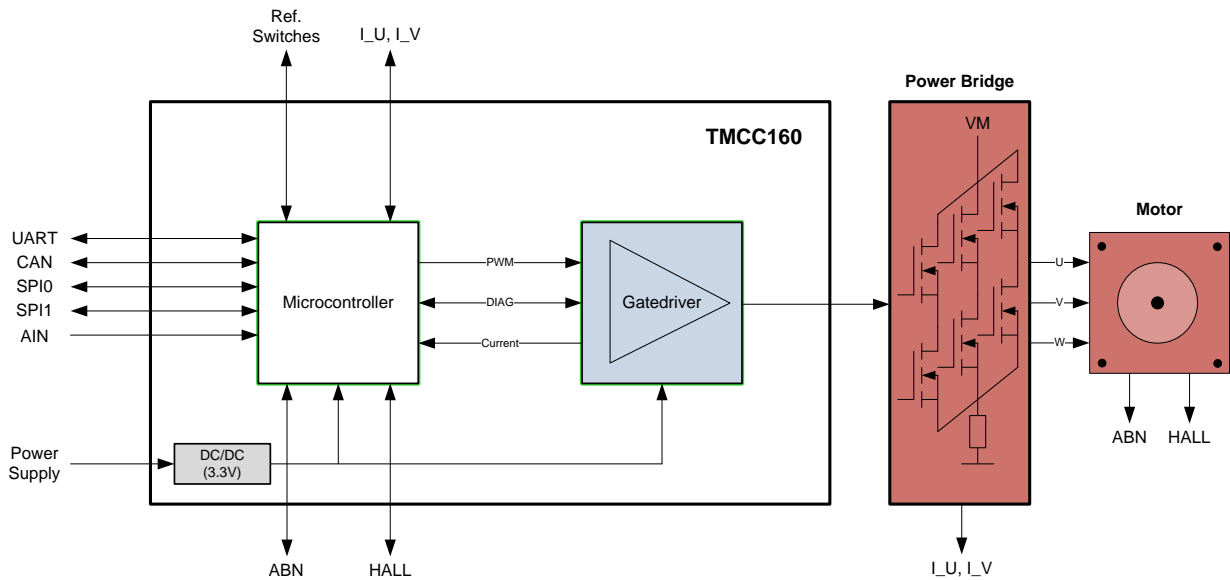 Ref.
Switches
I_U, I_V
Power Bridge
TMCC160
VM
Motor
UART
CAN
SPI0
SPI1
AIN
Microcontroller
PWM
DIAG
Current
Gatedriver
U
V
W
ABN
HALL
Power
Supply
DC/DC
(3.3V)
ABN
HALL
I_U, I_V